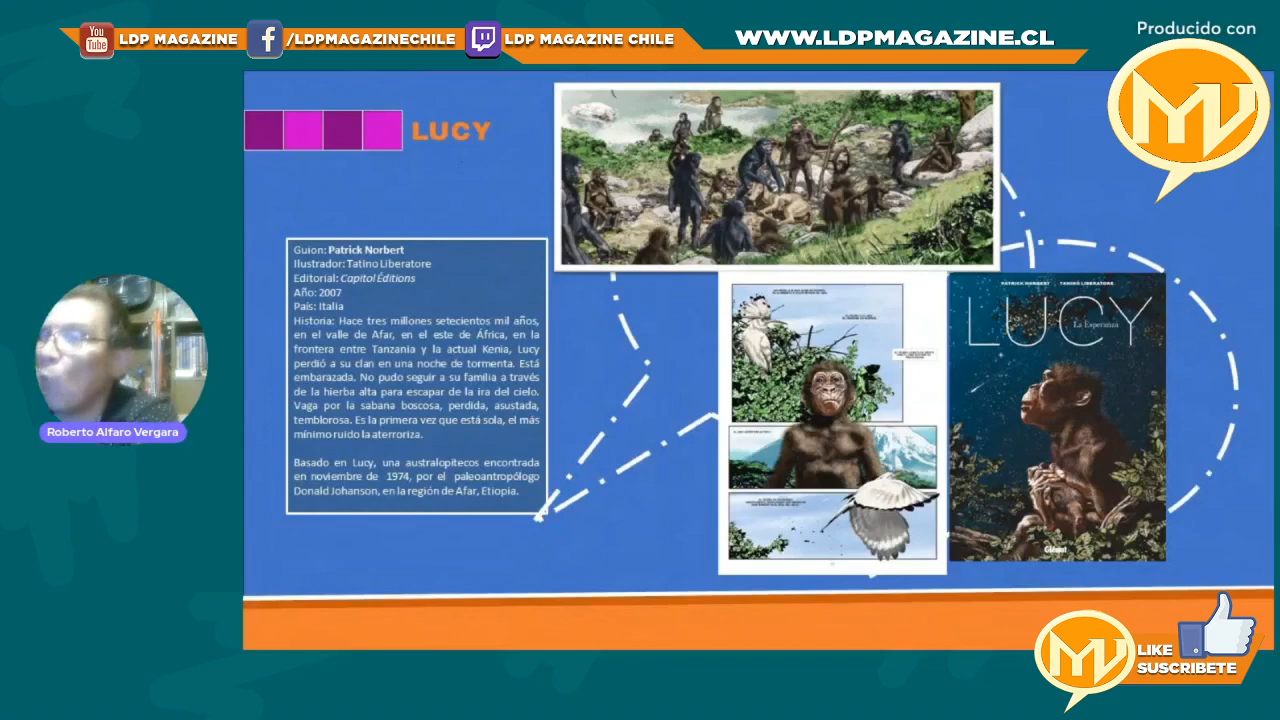 YouTube
LDP MAGAZINE
/LDPMAGAZINECHILE
LDP MAGAZINE CHILE
WWW.LDPMAGAZINE.CL
Producido con
MV
LUCY
Guion: Patrick Norbert
Ilustrador: Tatino Liberatore
Editorial: Capitol Éditions
Año: 2007
País: Italia
Historia: Hace tres millones setecientos mil años,
en el valle de Afar, en el este de África, en la
frontera entre Tanzania y la actual Kenia, Lucy
perdió a su clan en una noche de tormenta. Está
embarazada. No pudo seguir a su familia a través
de la hierba alta para escapar de la ira del cielo.
Vaga por la sabana boscosa, perdida, asustada,
temblorosa. Es la primera vez que está sola, el más
mínimo ruido la aterroriza.
Basado en Lucy, una australopitecos encontrada
en noviembre de 1974, por el paleoantropólogo
Donald Johanson, en la región de Afar, Etiopia.
PATRICK NORBERT TANINO LIBERATORE
LUCY
La Esperanza
Glénat
Roberto Alfaro Vergara
MV
LIKE
SUSCRIBETE